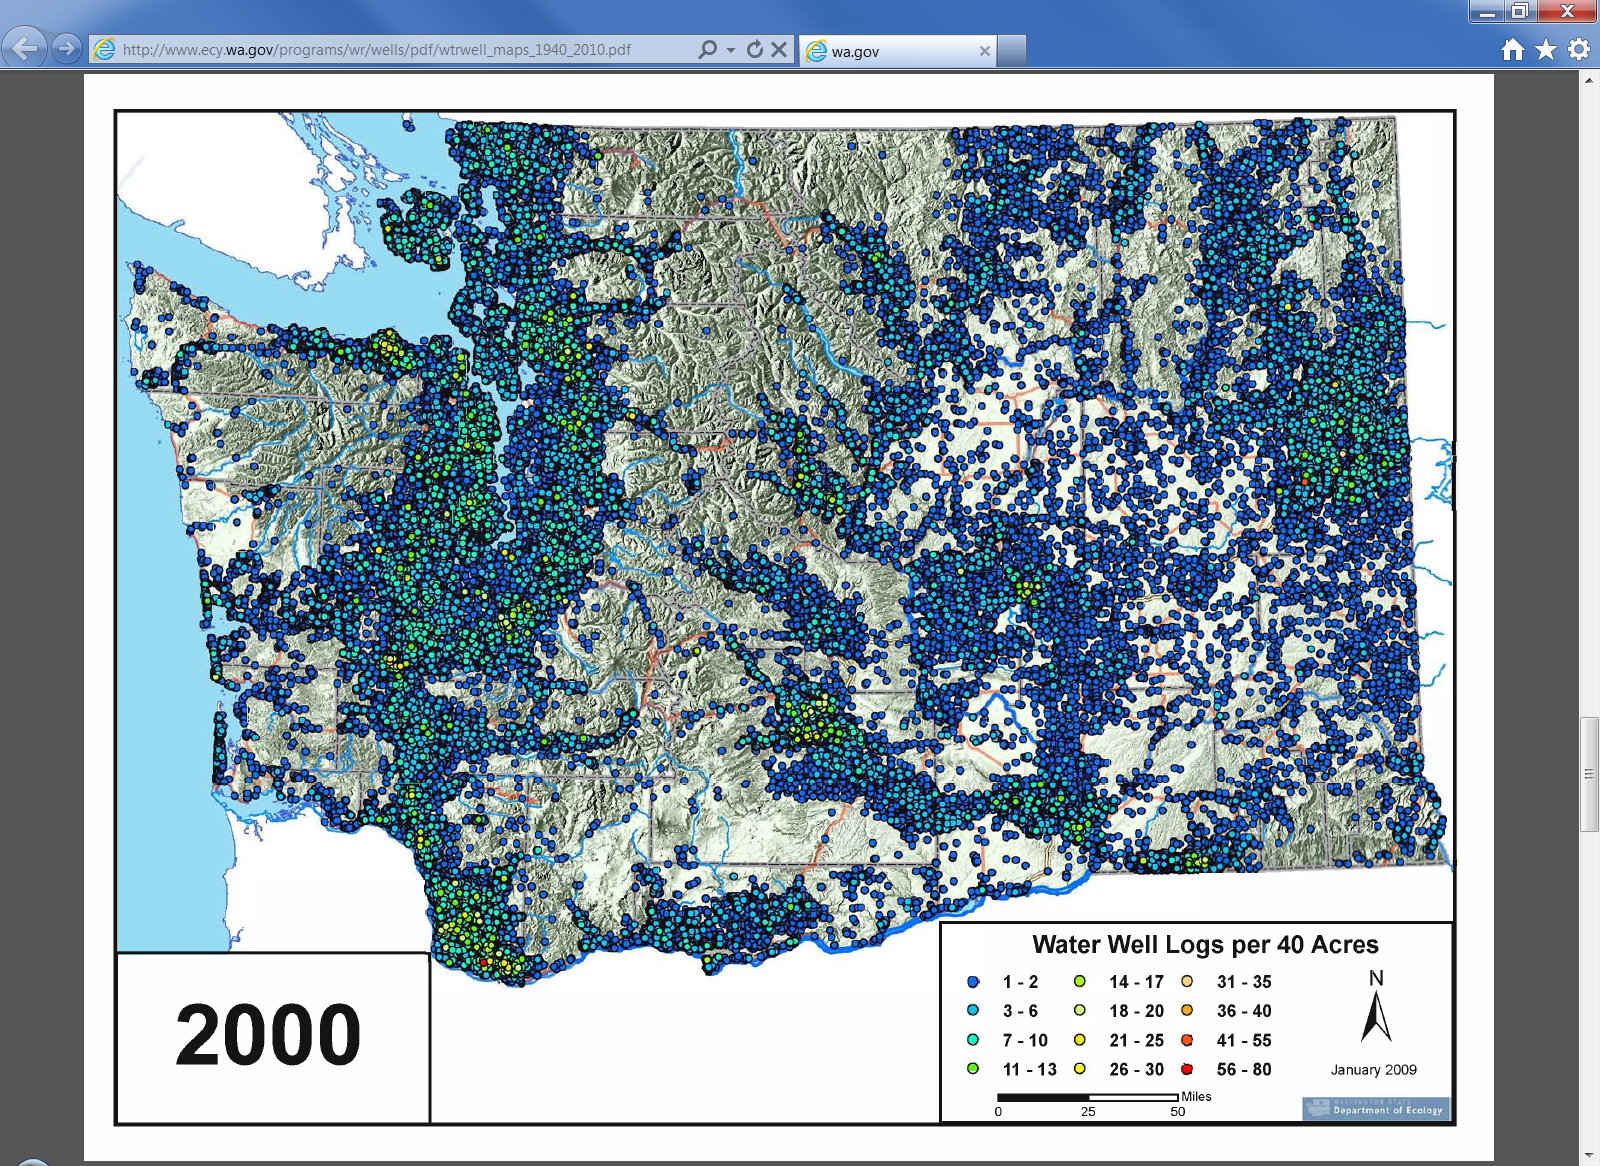 http://www.ecy.wa.gov/programs/wr/wells/pdf/wtrwell_maps_1940_2010.pdf
wa.gov
2000
Water Well Logs per 40 Acres
1 - 2
14 - 17
31 - 35
3 - 6
18 - 20
36 - 40
7 - 10
21 - 25
41 - 55
11 - 13
26 - 30
56 - 80
N
January 2009
Miles
0 25 50
WASHINGTON STATE
Department of Ecology